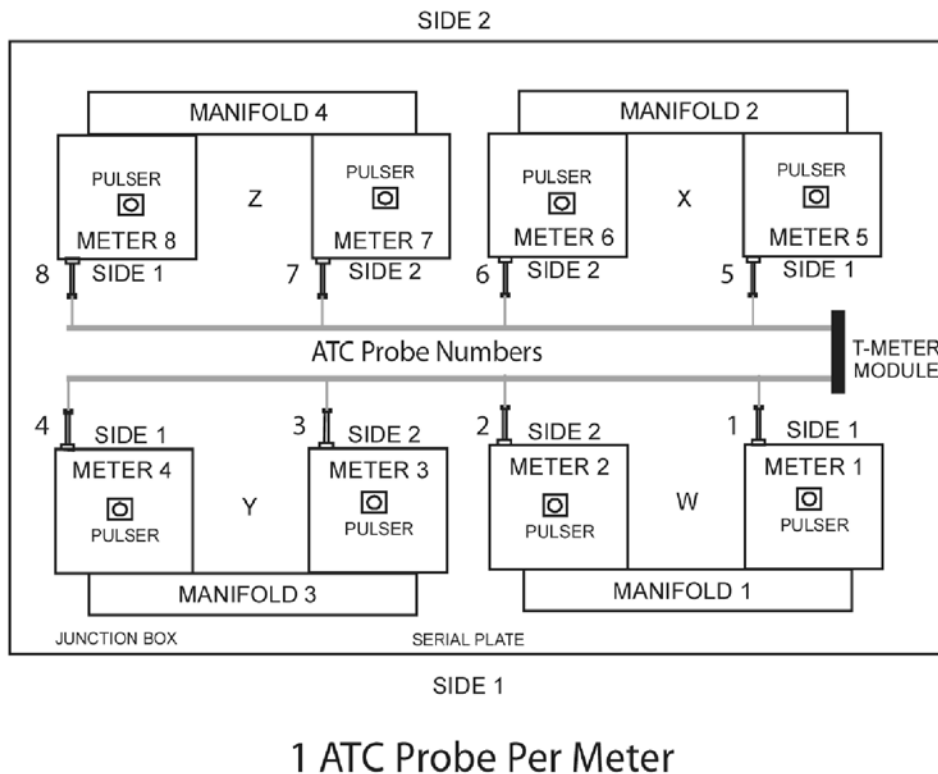 SIDE 2
MANIFOLD 4
MANIFOLD 2
PULSER
Z
PULSER
PULSER
X
PULSER
METER 8
METER 7
METER 6
METER 5
8
SIDE 1
7
SIDE 2
6
SIDE 2
5
SIDE 1
ATC Probe Numbers
T-METER
MODULE
4
SIDE 1
3
SIDE 2
2
SIDE 2
1
SIDE 1
METER 4
METER 3
METER 2
METER 1
Y
W
PULSER
PULSER
PULSER
PULSER
MANIFOLD 3
MANIFOLD 1
JUNCTION BOX
SERIAL PLATE
SIDE 1
1 ATC Probe Per Meter